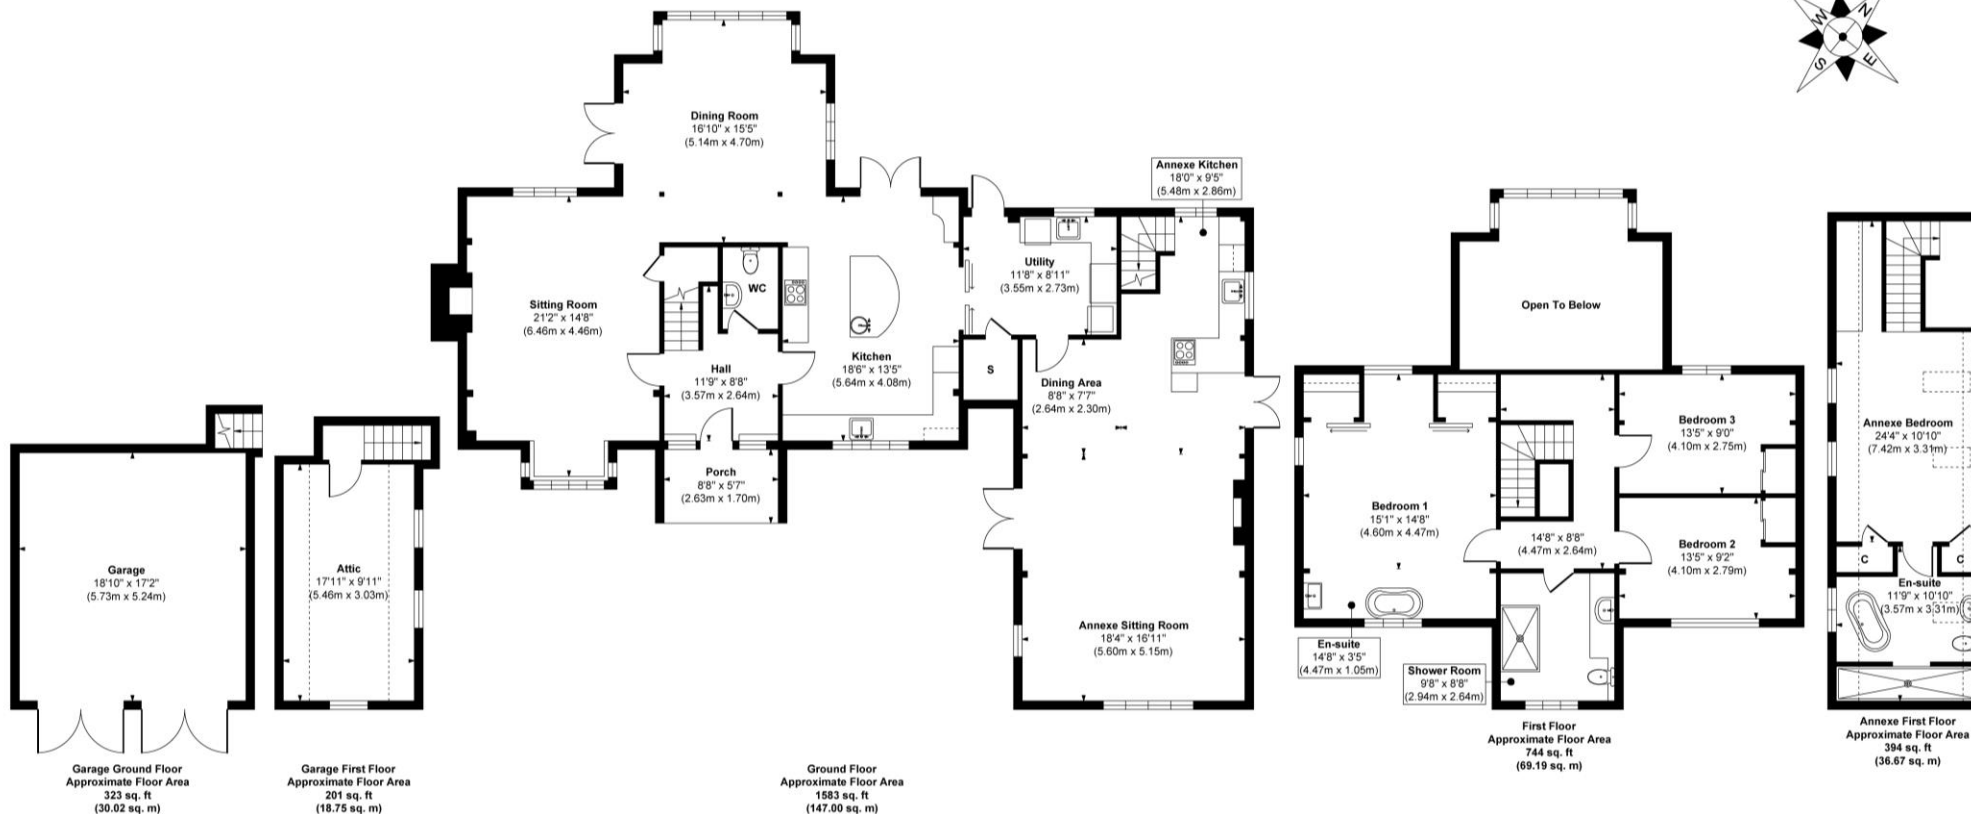 W
N
S
E
Dining Room
16'10" x 15'5"
(5.14m x 4.70m)
Annexe Kitchen
18'0" x 9'5"
(5.48m x 2.86m)
Utility
11'8" x 8'11"
(3.55m x 2.73m)
WC
Sitting Room
21'2" x 14'8"
(6.46m x 4.46m)
Open To Below
Kitchen
18'6" x 13'5"
(5.64m x 4.08m)
Hall
11'9" x 8'8"
(3.57m x 2.64m)
S
Dining Area
8'8" x 7'7"
(2.64m x 2.30m)
Bedroom 3
13'5" x 9'0"
(4.10m x 2.75m)
Annexe Bedroom
24'4" x 10'10"
(7.42m x 3.31m)
Porch
8'8" x 5'7"
(2.63m x 1.70m)
Bedroom 1
15'1" x 14'8"
(4.60m x 4.47m)
14'8" x 8'8"
(4.47m x 2.64m)
Bedroom 2
13'5" x 9'2"
(4.10m x 2.79m)
C
C
En-suite
11'9" x 10'10"
(3.57m x 3.31m)
Garage
18'10" x 17'2"
(5.73m x 5.24m)
Attic
17'11" x 9'11"
(5.46m x 3.03m)
Annexe Sitting Room
18'4" x 16'11"
(5.60m x 5.15m)
En-suite
14'8" x 3'5"
(4.47m x 1.05m)
Shower Room
9'8" x 8'8"
(2.94m x 2.64m)
Garage Ground Floor
Approximate Floor Area
323 sq. ft
(30.02 sq. m)
Garage First Floor
Approximate Floor Area
201 sq. ft
(18.75 sq. m)
Ground Floor
Approximate Floor Area
1583 sq. ft
(147.00 sq. m)
First Floor
Approximate Floor Area
744 sq. ft
(69.19 sq. m)
Annexe First Floor
Approximate Floor Area
394 sq. ft
(36.67 sq. m)